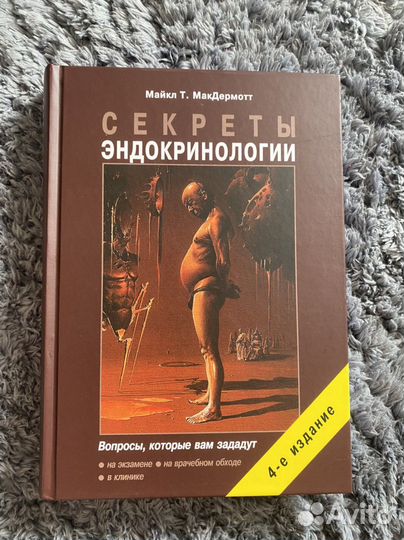 Майкл Т. МакДермотт
СЕКРЕТЫ
ЭНДОКРИНОЛОГИИ
Вопросы, которые вам зададут
● на экзамене ● на врачебном обходе
● в клинике
4-е издание
Avito